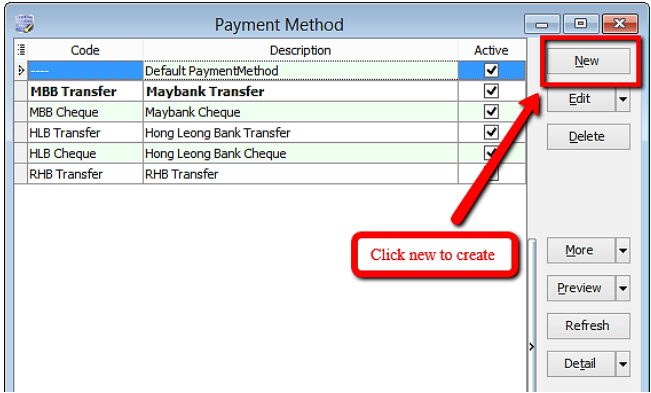 Payment Method
Code Description Active
---- Default PaymentMethod
MBB Transfer Maybank Transfer
MBB Cheque Maybank Cheque
HLB Transfer Hong Leong Bank Transfer
HLB Cheque Hong Leong Bank Cheque
RHB Transfer RHB Transfer
New
Edit
Delete
Click new to create
More
Preview
Refresh
Detail